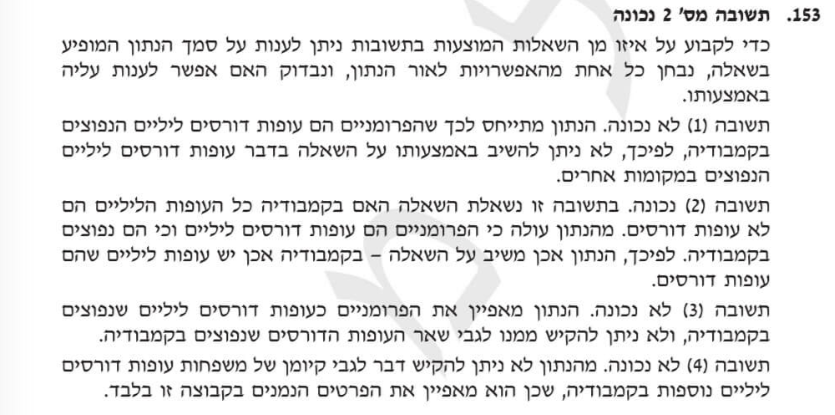 153. תשובה מס' 2 נכונה
כדי לקבוע על איזו מן השאלות המוצעות בתשובות ניתן לענות על סמך הנתון המופיע
בשאלה, נבחן כל אחת מהאפשרויות לאור הנתון, ונבדוק האם אפשר לענות עליה
באמצעותו.
תשובה (1) לא נכונה. הנתון מתייחס לכך שהפרומניים הם עופות דורסים ליליים הנפוצים
בקמבודיה, לפיכך, לא ניתן להשיב באמצעותו על השאלה בדבר עופות דורסים ליליים
הנפוצים במקומות אחרים.
תשובה (2) נכונה. בתשובה זו נשאלת השאלה האם בקמבודיה כל העופות הליליים הם
לא עופות דורסים. מהנתון עולה כי הפרומניים הם עופות דורסים ליליים וכי הם נפוצים
בקמבודיה. לפיכך, הנתון אכן משיב על השאלה – בקמבודיה אכן יש עופות ליליים שהם
עופות דורסים.
תשובה (3) לא נכונה. הנתון מאפיין את הפרומניים כעופות דורסים ליליים שנפוצים
בקמבודיה, ולא ניתן להקיש ממנו לגבי שאר העופות הדורסים שנפוצים בקמבודיה.
תשובה (4) לא נכונה. מהנתון לא ניתן להקיש דבר לגבי קיומן של משפחות עופות דורסים
ליליים נוספות בקמבודיה, שכן הוא מאפיין את הפרטים הנמנים בקבוצה זו בלבד.